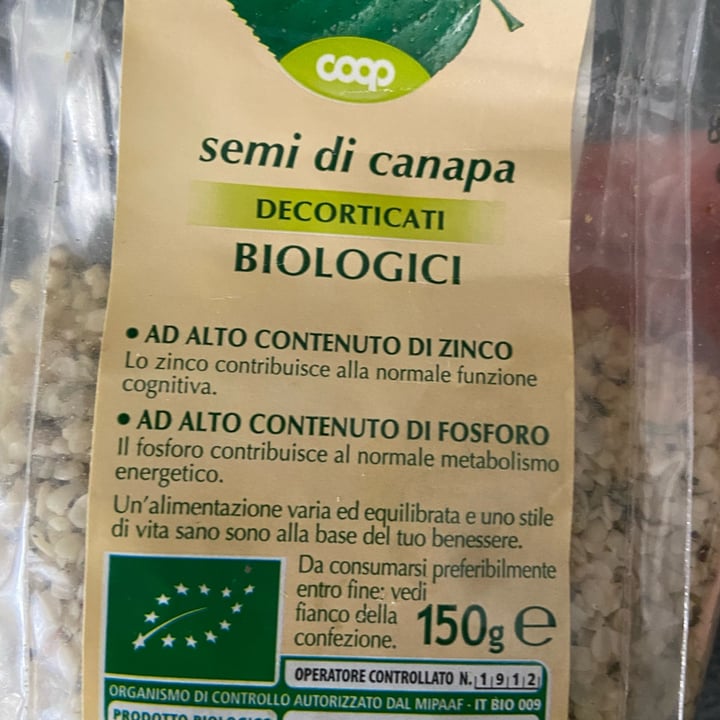 coop
semi di canapa
DECORTICATI
BIOLOGICI
• AD ALTO CONTENUTO DI ZINCO
Lo zinco contribuisce alla normale funzione
cognitiva.
• AD ALTO CONTENUTO DI FOSFORO
Il fosforo contribuisce al normale metabolismo
energetico.
Un'alimentazione varia ed equilibrata e uno stile
di vita sano sono alla base del tuo benessere.
Da consumarsi preferibilmente
entro fine: vedi
fianco della
confezione.
150g e
OPERATORE CONTROLLATO N. 1912
ORGANISMO DI CONTROLLO AUTORIZZATO DAL MIPAAF - IT BIO 009
PRODOTTO BIOLOGICO